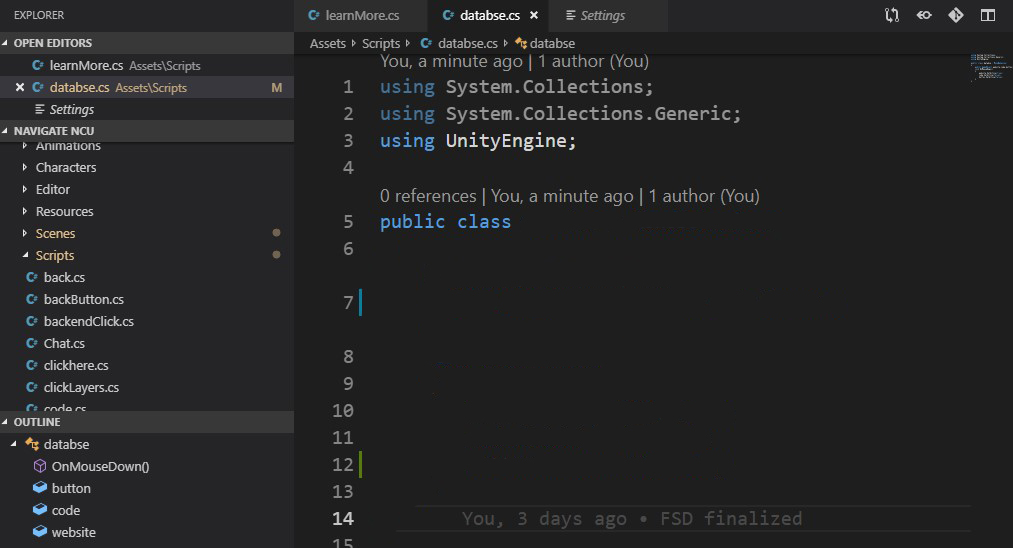 EXPLORER
OPEN EDITORS
learnMore.cs Assets\Scripts
databse.cs Assets\Scripts M
Settings
NAVIGATE NCU
Animations
Characters
Editor
Resources
Scenes
Scripts
back.cs
backButton.cs
backendClick.cs
Chat.cs
clickhere.cs
clickLayers.cs
code.cs
OUTLINE
databse
OnMouseDown()
button
code
website
learnMore.cs databse.cs Settings
Assets Scripts databse.cs databse
You, a minute ago | 1 author (You)
1 using System.Collections;
2 using System.Collections.Generic;
3 using UnityEngine;
4
0 references | You, a minute ago | 1 author (You)
5 public class
6
7
8
9
10
11
12
13
14 You, 3 days ago • FSD finalized
15